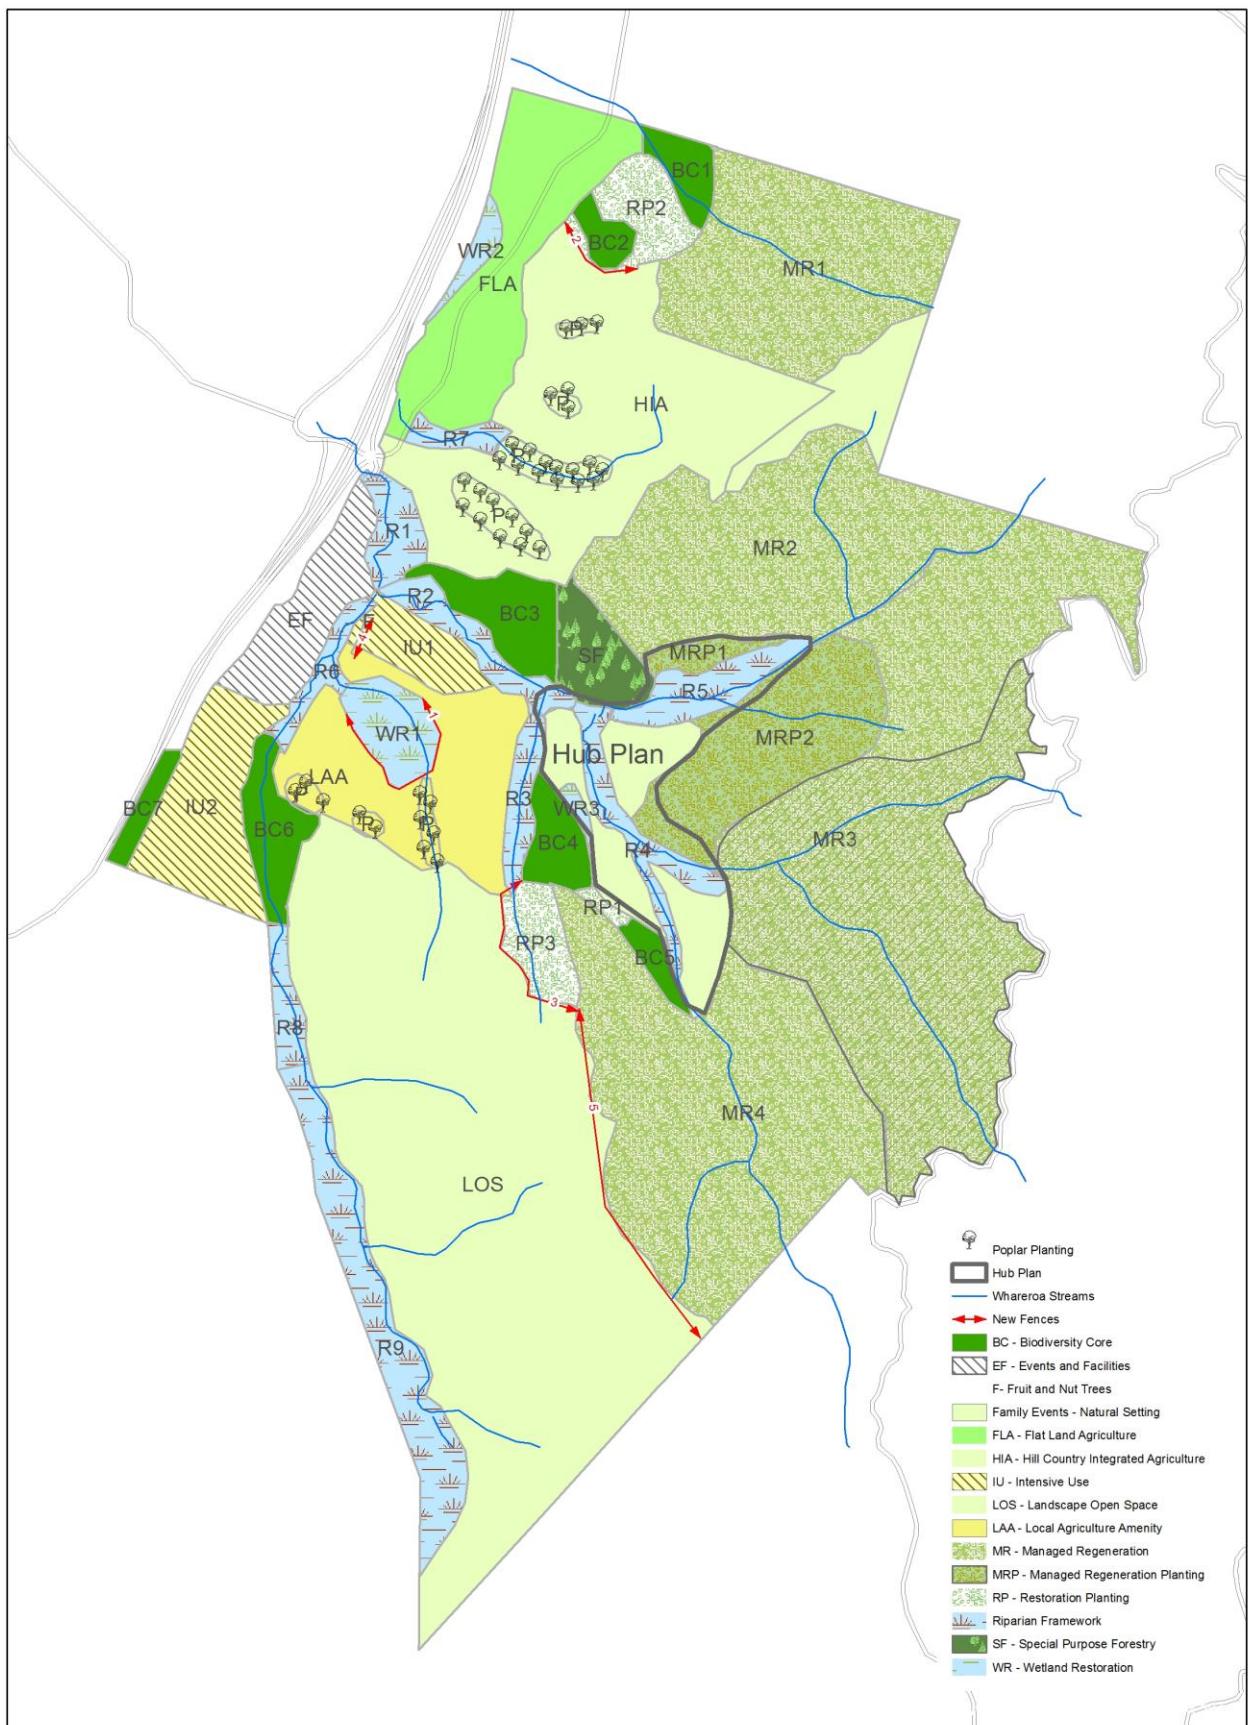 BC1
RP2
BC2
2
WR2
MR1
FLA
P
P
HIA
R7
P
P
R1
MR2
R2
BC3
EF
F
4
IU1
SF
MRP1
R6
R5
1
WR1
MRP2
Hub Plan
LAA
P
R3
WR3
BC7
IU2
BC6
P
P
BC4
R4
MR3
RP1
RP3
BC5
3
R8
5
MR4
LOS
R9
Poplar Planting
Hub Plan
Whareroa Streams
New Fences
BC - Biodiversity Core
EF - Events and Facilities
F- Fruit and Nut Trees
Family Events - Natural Setting
FLA - Flat Land Agriculture
HIA - Hill Country Integrated Agriculture
IU - Intensive Use
LOS - Landscape Open Space
LAA - Local Agriculture Amenity
MR - Managed Regeneration
MRP - Managed Regeneration Planting
RP - Restoration Planting
Riparian Framework
SF - Special Purpose Forestry
WR - Wetland Restoration